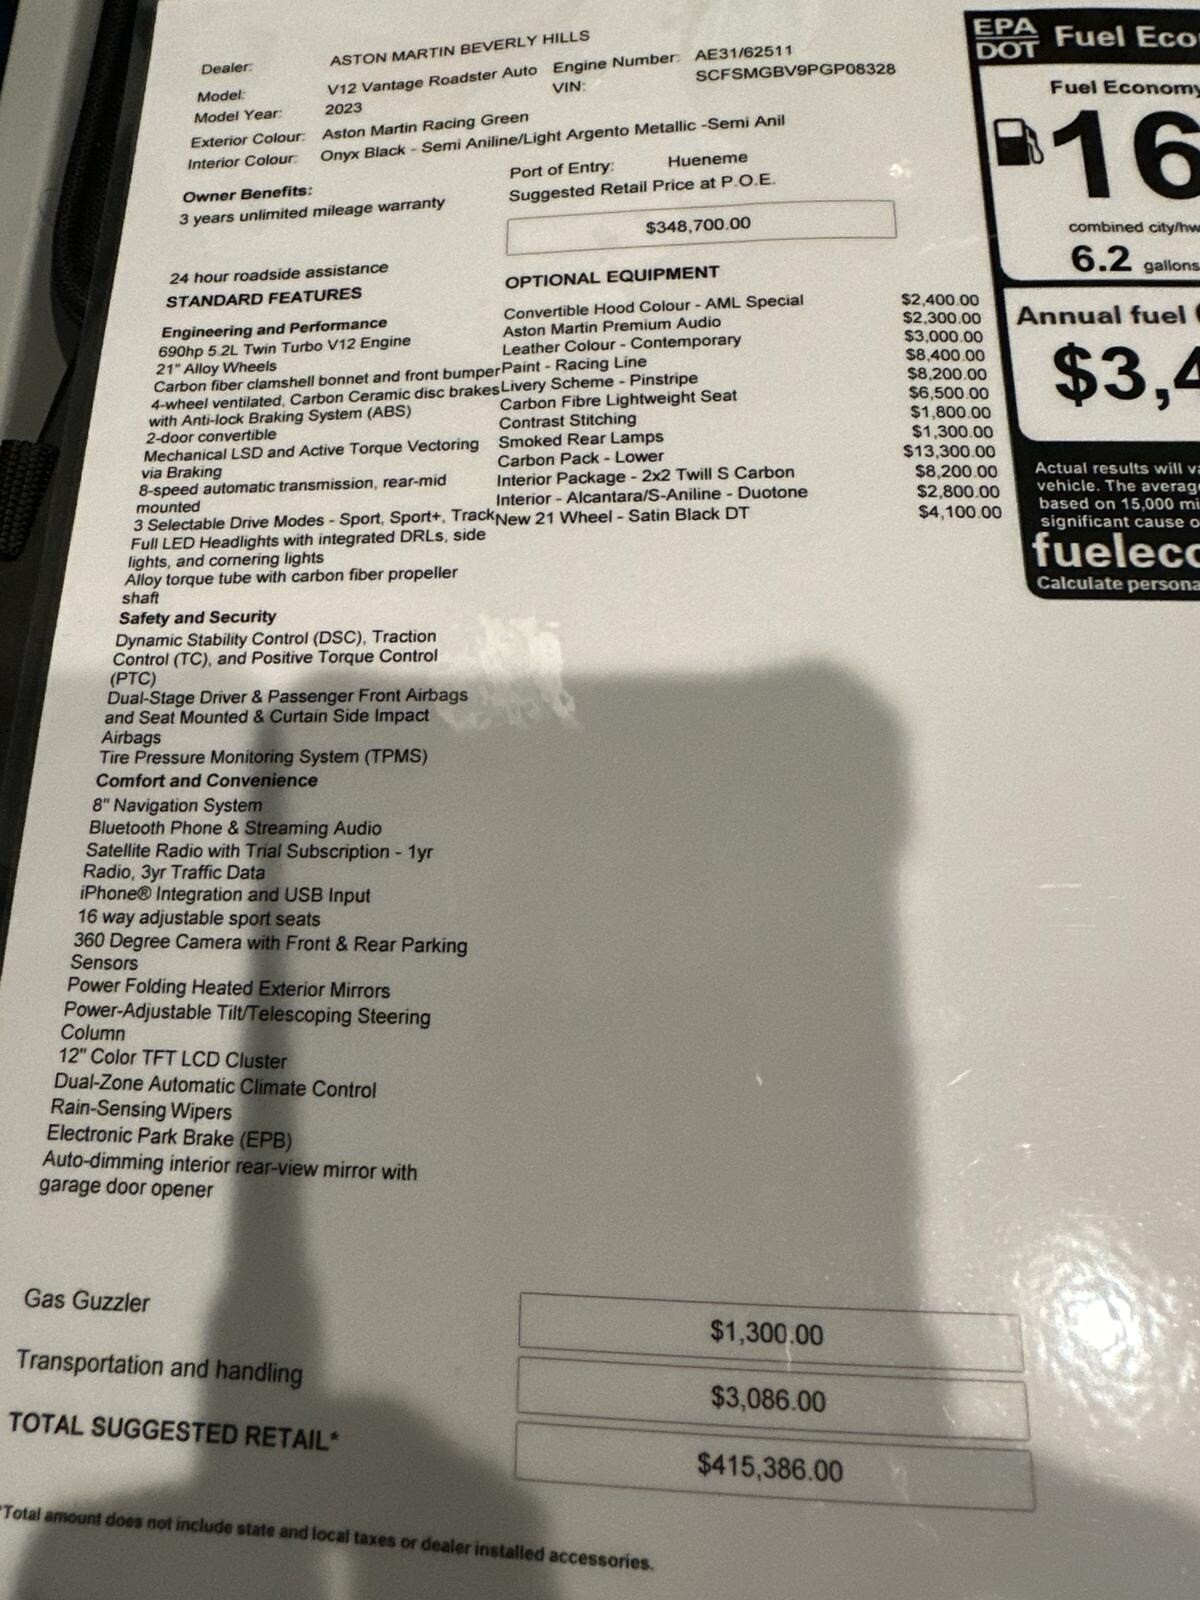 Dealer: ASTON MARTIN BEVERLY HILLS
Model: V12 Vantage Roadster Auto Engine Number: AE31/62511
Model Year: 2023 VIN: SCFSMGBV9PGP08328
Exterior Colour: Aston Martin Racing Green
Interior Colour: Onyx Black - Semi Aniline/Light Argento Metallic -Semi Anil
Port of Entry: Hueneme
Owner Benefits:
3 years unlimited mileage warranty
Suggested Retail Price at P.O.E.
$348,700.00
24 hour roadside assistance
STANDARD FEATURES
Engineering and Performance
690hp 5.2L Twin Turbo V12 Engine
21" Alloy Wheels
Carbon fiber clamshell bonnet and front bumper
4-wheel ventilated, Carbon Ceramic disc brakes
with Anti-lock Braking System (ABS)
2-door convertible
Mechanical LSD and Active Torque Vectoring
via Braking
8-speed automatic transmission, rear-mid
mounted
3 Selectable Drive Modes - Sport, Sport+, Track
Full LED Headlights with integrated DRLs, side
lights, and cornering lights
Alloy torque tube with carbon fiber propeller
shaft
Safety and Security
Dynamic Stability Control (DSC), Traction
Control (TC), and Positive Torque Control
(PTC)
Dual-Stage Driver & Passenger Front Airbags
and Seat Mounted & Curtain Side Impact
Airbags
Tire Pressure Monitoring System (TPMS)
Comfort and Convenience
8" Navigation System
Bluetooth Phone & Streaming Audio
Satellite Radio with Trial Subscription - 1yr
Radio, 3yr Traffic Data
iPhone® Integration and USB Input
16 way adjustable sport seats
360 Degree Camera with Front & Rear Parking
Sensors
Power Folding Heated Exterior Mirrors
Power-Adjustable Tilt/Telescoping Steering
Column
12" Color TFT LCD Cluster
Dual-Zone Automatic Climate Control
Rain-Sensing Wipers
Electronic Park Brake (EPB)
Auto-dimming interior rear-view mirror with
garage door opener
OPTIONAL EQUIPMENT
Convertible Hood Colour - AML Special $2,400.00
Aston Martin Premium Audio $2,300.00
Leather Colour - Contemporary $3,000.00
Paint - Racing Line $8,400.00
Livery Scheme - Pinstripe $8,200.00
Carbon Fibre Lightweight Seat $6,500.00
Contrast Stitching $1,800.00
Smoked Rear Lamps $1,300.00
Carbon Pack - Lower $13,300.00
Interior Package - 2x2 Twill S Carbon $8,200.00
Interior - Alcantara/S-Aniline - Duotone $2,800.00
New 21 Wheel - Satin Black DT $4,100.00
Gas Guzzler $1,300.00
Transportation and handling $3,086.00
TOTAL SUGGESTED RETAIL* $415,386.00
*Total amount does not include state and local taxes or dealer installed accessories.
EPA
DOT Fuel Eco
Fuel Economy
16
combined city/hw
6.2 gallons
Annual fuel
$3,4
Actual results will va
vehicle. The average
based on 15,000 mi
significant cause o
fueleco
Calculate persona